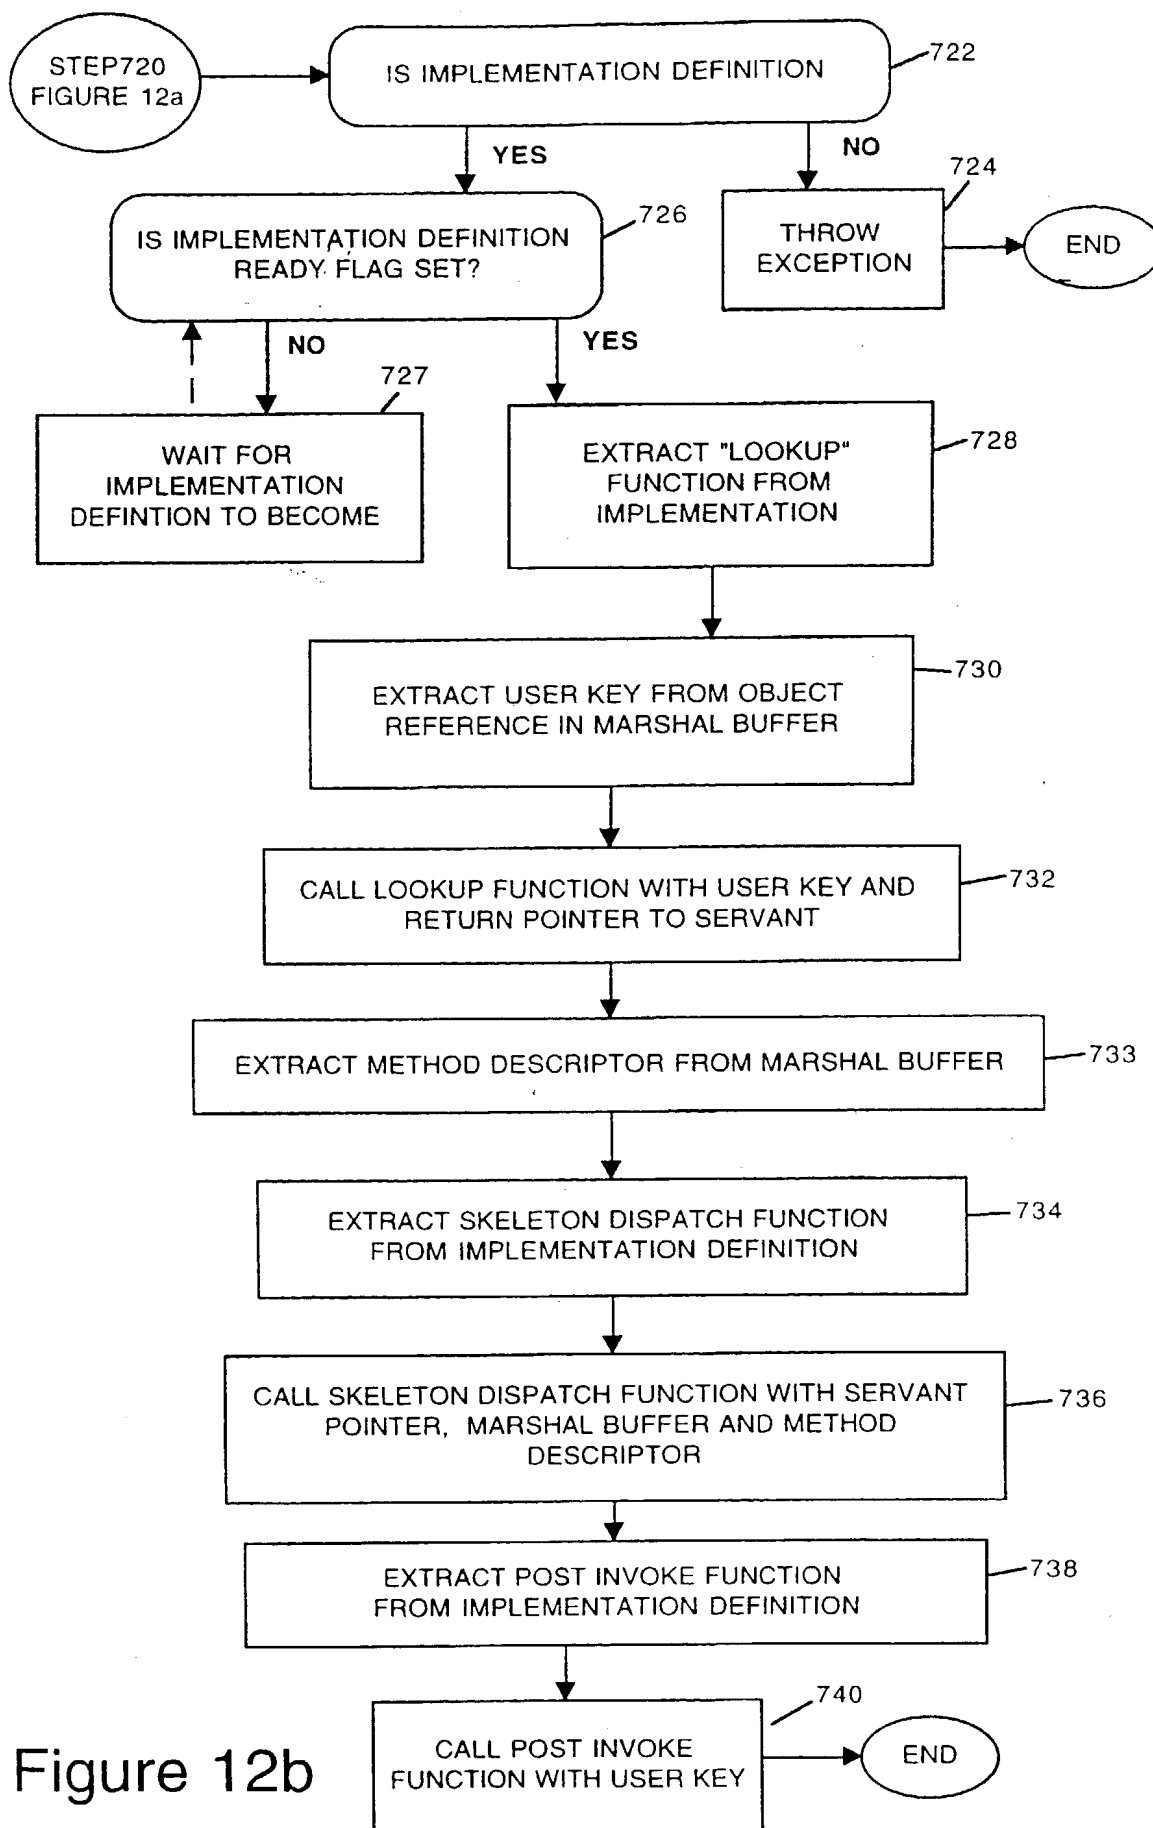 STEP720
FIGURE 12a
IS IMPLEMENTATION DEFINITION
722
YES
NO
724
IS IMPLEMENTATION DEFINITION
READY FLAG SET?
726
THROW
EXCEPTION
END
NO
YES
727
WAIT FOR
IMPLEMENTATION
DEFINTION TO BECOME
EXTRACT "LOOKUP"
FUNCTION FROM
IMPLEMENTATION
728
EXTRACT USER KEY FROM OBJECT
REFERENCE IN MARSHAL BUFFER
730
CALL LOOKUP FUNCTION WITH USER KEY AND
RETURN POINTER TO SERVANT
732
EXTRACT METHOD DESCRIPTOR FROM MARSHAL BUFFER
733
EXTRACT SKELETON DISPATCH FUNCTION
FROM IMPLEMENTATION DEFINITION
734
CALL SKELETON DISPATCH FUNCTION WITH SERVANT
POINTER, MARSHAL BUFFER AND METHOD
DESCRIPTOR
736
EXTRACT POST INVOKE FUNCTION
FROM IMPLEMENTATION DEFINITION
738
740
CALL POST INVOKE
FUNCTION WITH USER KEY
END
Figure 12b